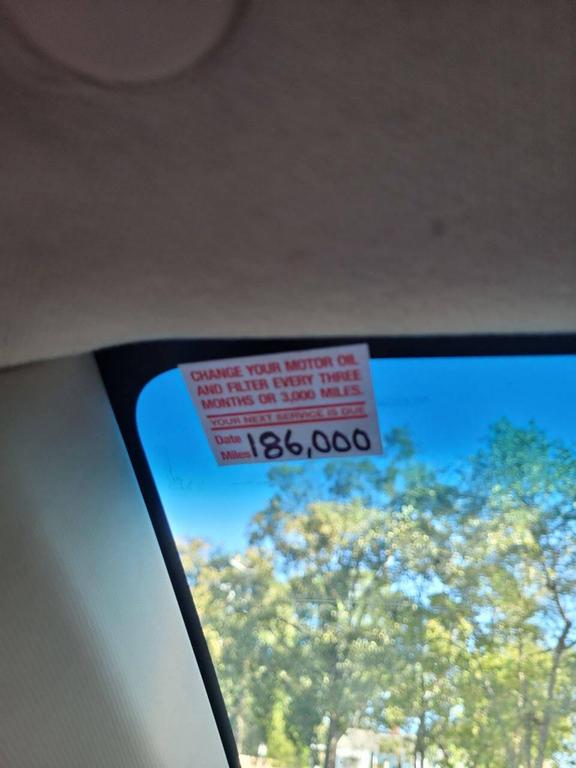 CHANGE YOUR MOTOR OIL
AND FILTER EVERY THREE
MONTHS OR 3,000 MILES.
YOUR NEXT SERVICE IS DUE
Date
Miles 186,000